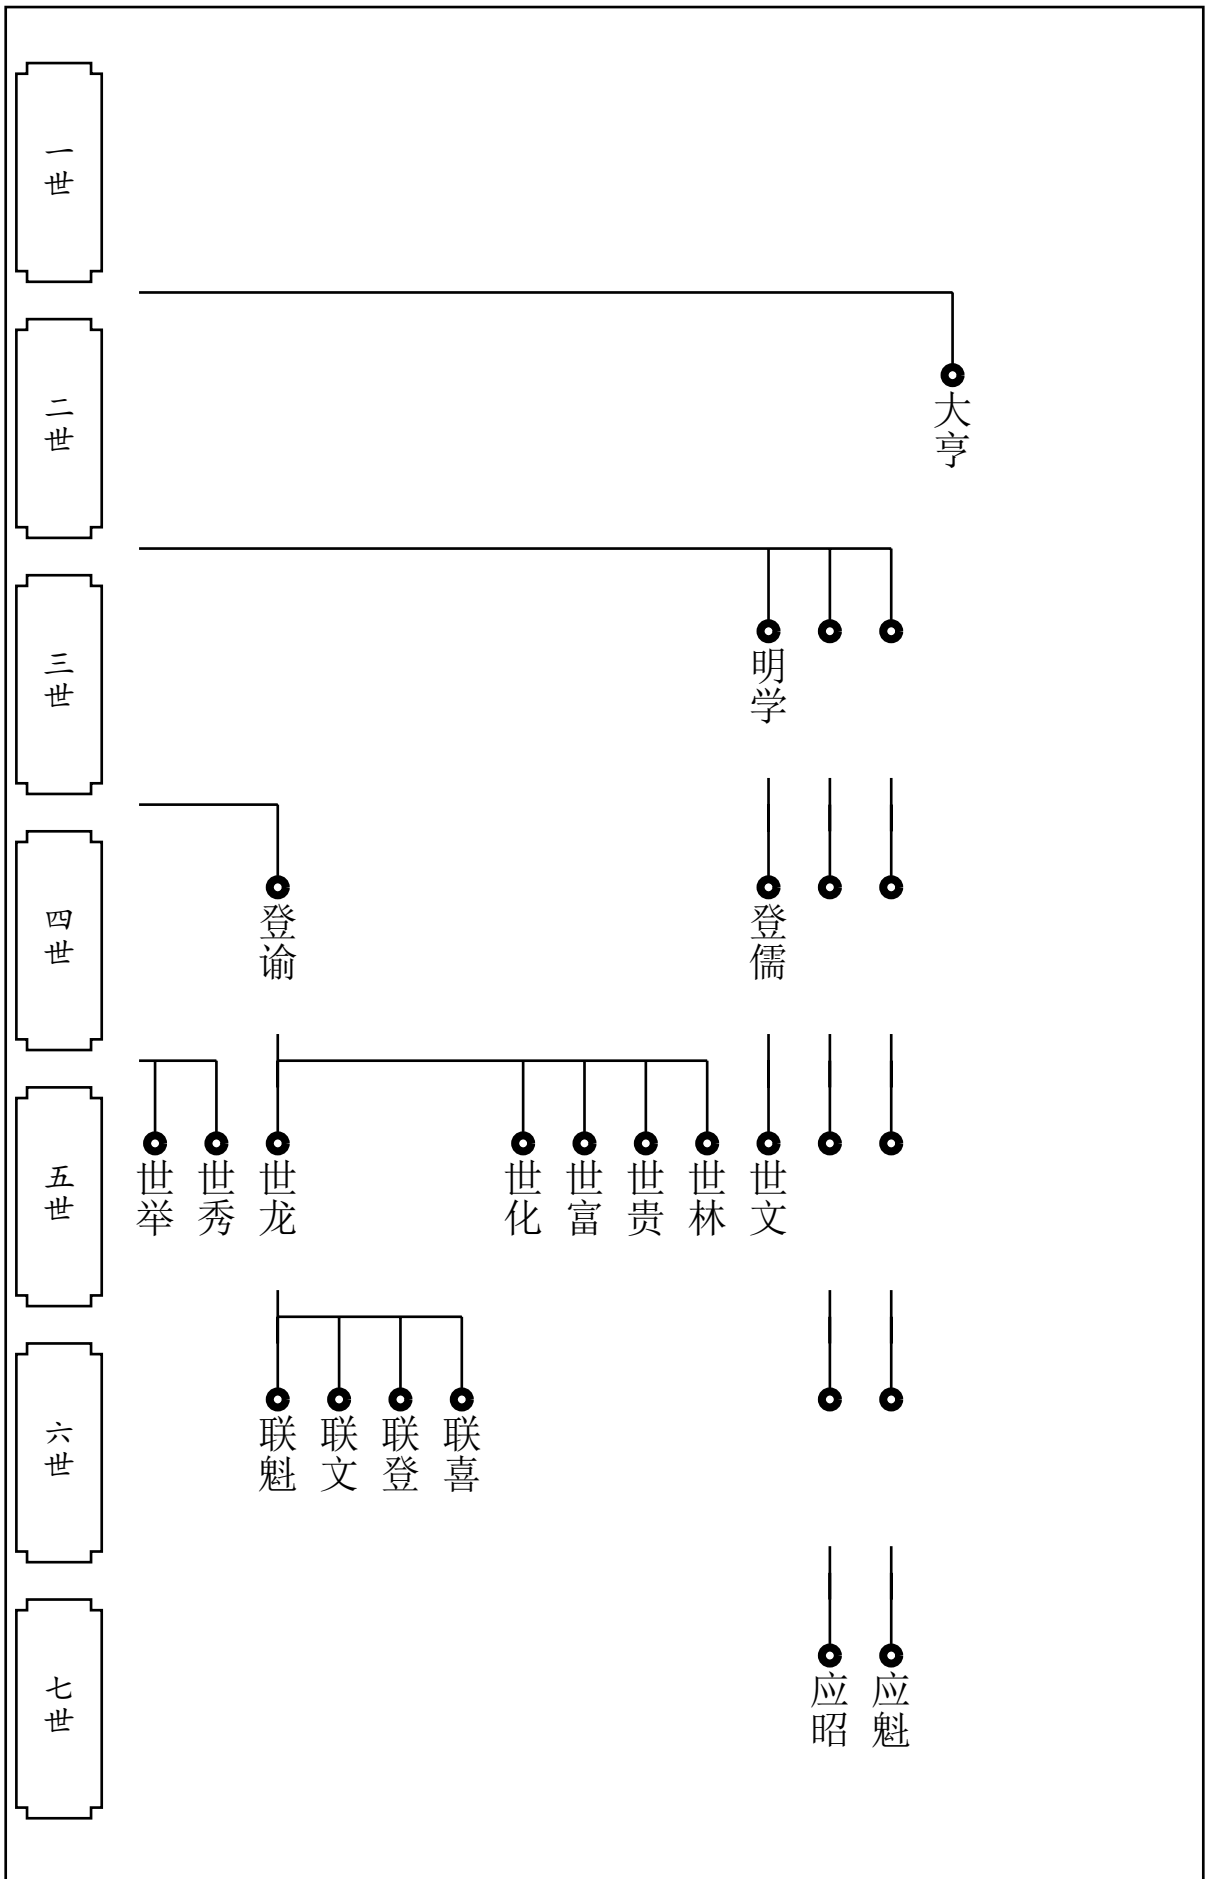 一世
二世
大亨
三世
明学
四世
登谕
登儒
五世
世举
世秀
世龙
世化
世富
世贵
世林
世文
六世
联魁
联文
联登
联喜
七世
应昭
应魁